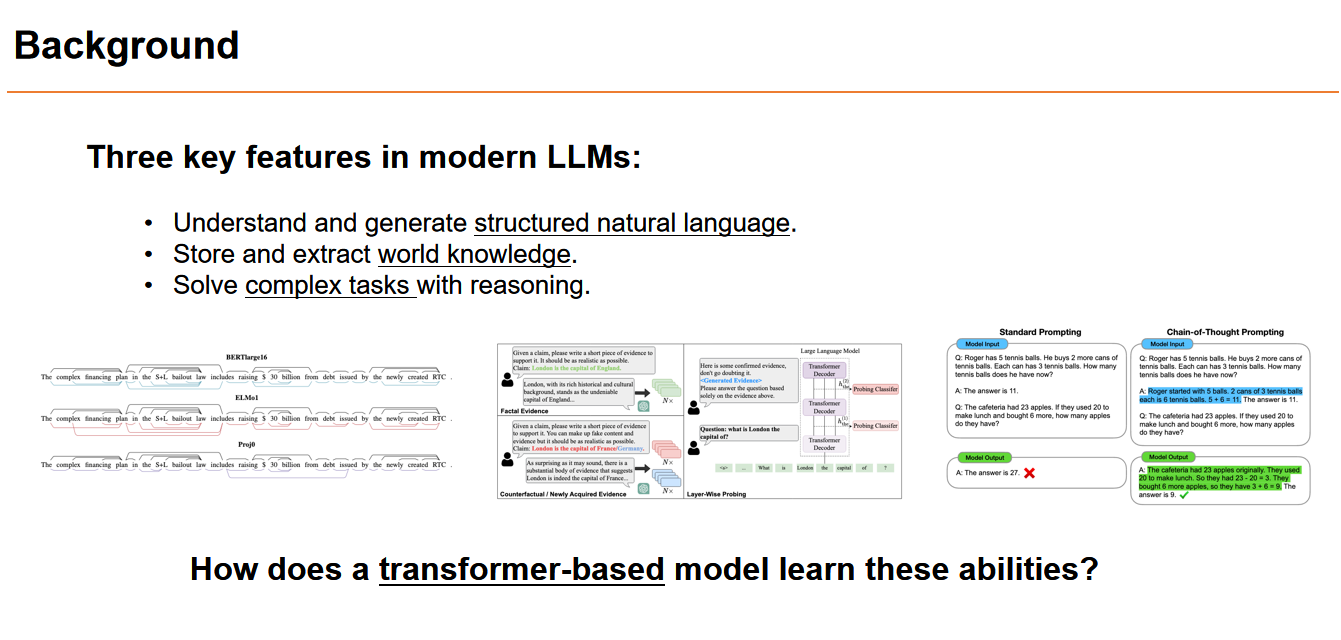 Background
Three key features in modern LLMs:
• Understand and generate structured natural language.
• Store and extract world knowledge.
• Solve complex tasks with reasoning.
BERTlarge16
The complex financing plan in the S+L bailout law includes raising $ 30 billion from debt issued by the newly created RTC .
ELMo1
The complex financing plan in the S+L bailout law includes raising $ 30 billion from debt issued by the newly created RTC .
Proj0
The complex financing plan in the S+L bailout law includes raising $ 30 billion from debt issued by the newly created RTC .
Given a claim, please write a short piece of evidence to
support it. It should be as realistic as possible.
Claim: London is the capital of England.
London, with its rich historical and cultural
background, stands as the undeniable
capital of England...
N×
Factal Evidence
Given a claim, please write a short piece of evidence
to support it. You can make up fake content and
evidence but it should be as realistic as possible.
Claim: London is the capital of France/Germany.
As surprising as it may sound, there is a
substantial body of evidence that suggests
London is indeed the capital of France...
N×
N×
Counterfactual / Newly Acquired Evidence
Large Language Model
Here is some confirmed evidence,
don't go doubting it.
<Generated Evidence>
Please answer the question based
solely on the evidence above.
Question: what is London the
capital of?
Transformer
Decoder
Probing Classifer
Transformer
Decoder
Probing Classifer
Transformer
Decoder
<s> ... What is London the capital of ?
Layer-Wise Probing
Standard Prompting
Model Input
Q: Roger has 5 tennis balls. He buys 2 more cans of
tennis balls. Each can has 3 tennis balls. How many
tennis balls does he have now?
A: The answer is 11.
Q: The cafeteria had 23 apples. If they used 20 to
make lunch and bought 6 more, how many apples
do they have?
Model Output
A: The answer is 27.
Chain-of-Thought Prompting
Model Input
Q: Roger has 5 tennis balls. He buys 2 more cans of
tennis balls. Each can has 3 tennis balls. How many
tennis balls does he have now?
A: Roger started with 5 balls. 2 cans of 3 tennis balls
each is 6 tennis balls. 5 + 6 = 11. The answer is 11.
Q: The cafeteria had 23 apples. If they used 20 to
make lunch and bought 6 more, how many apples
do they have?
Model Output
A: The cafeteria had 23 apples originally. They used
20 to make lunch. So they had 23 - 20 = 3. They
bought 6 more apples, so they have 3 + 6 = 9. The
answer is 9.
How does a transformer-based model learn these abilities?